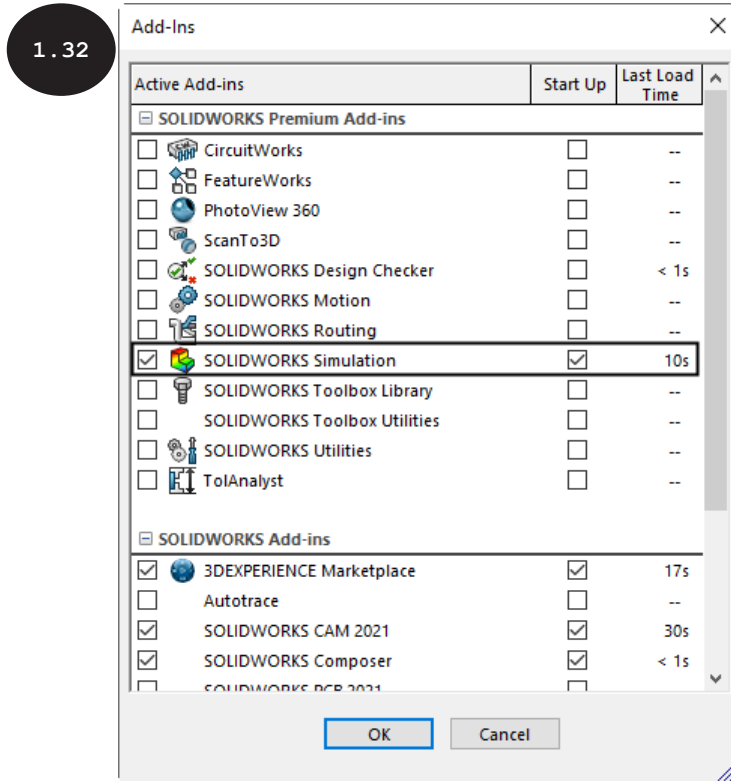 1.32
Add-Ins
Active Add-ins Start Up Last Load Time
SOLIDWORKS Premium Add-ins
CircuitWorks --
FeatureWorks --
PhotoView 360 --
ScanTo3D --
SOLIDWORKS Design Checker < 1s
SOLIDWORKS Motion --
SOLIDWORKS Routing --
SOLIDWORKS Simulation 10s
SOLIDWORKS Toolbox Library --
SOLIDWORKS Toolbox Utilities --
SOLIDWORKS Utilities --
TolAnalyst --
SOLIDWORKS Add-ins
3DEXPERIENCE Marketplace 17s
Autotrace --
SOLIDWORKS CAM 2021 30s
SOLIDWORKS Composer < 1s
SOLIDWORKS PCB 2021
OK Cancel